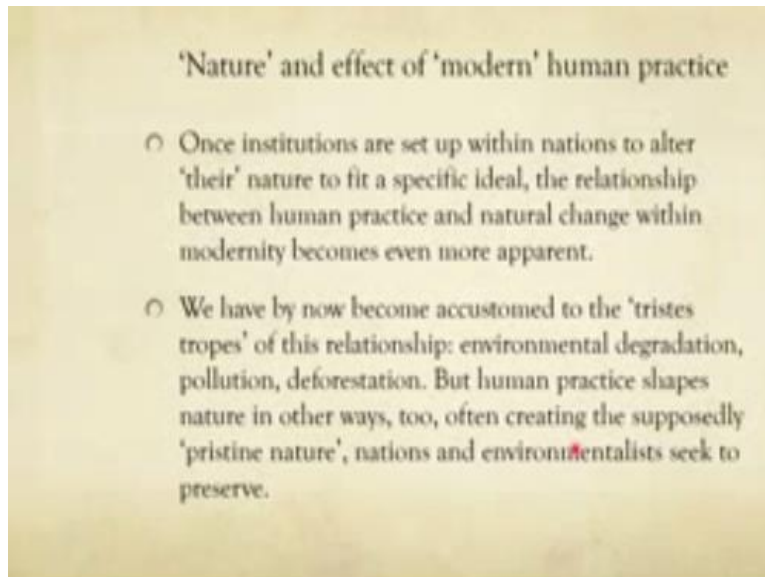 'Nature' and effect of 'modern' human practice
Once institutions are set up within nations to alter
'their' nature to fit a specific ideal, the relationship
between human practice and natural change within
modernity becomes even more apparent.
We have by now become accustomed to the 'tristes
tropes' of this relationship: environmental degradation,
pollution, deforestation. But human practice shapes
nature in other ways, too, often creating the supposedly
'pristine nature', nations and environmentalists seek to
preserve.